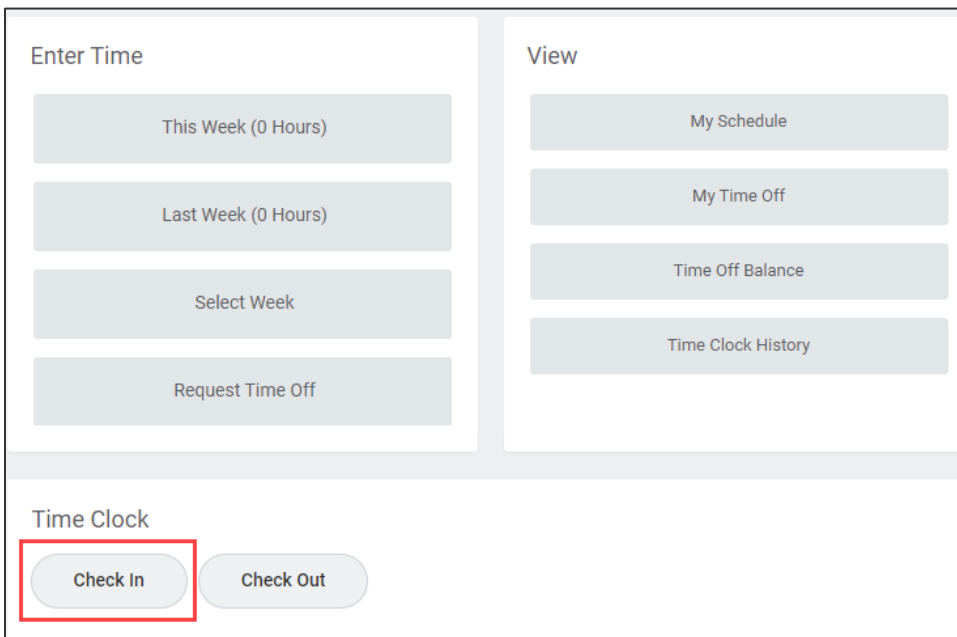 Enter Time
This Week (0 Hours)
Last Week (0 Hours)
Select Week
Request Time Off
View
My Schedule
My Time Off
Time Off Balance
Time Clock History
Time Clock
Check In
Check Out